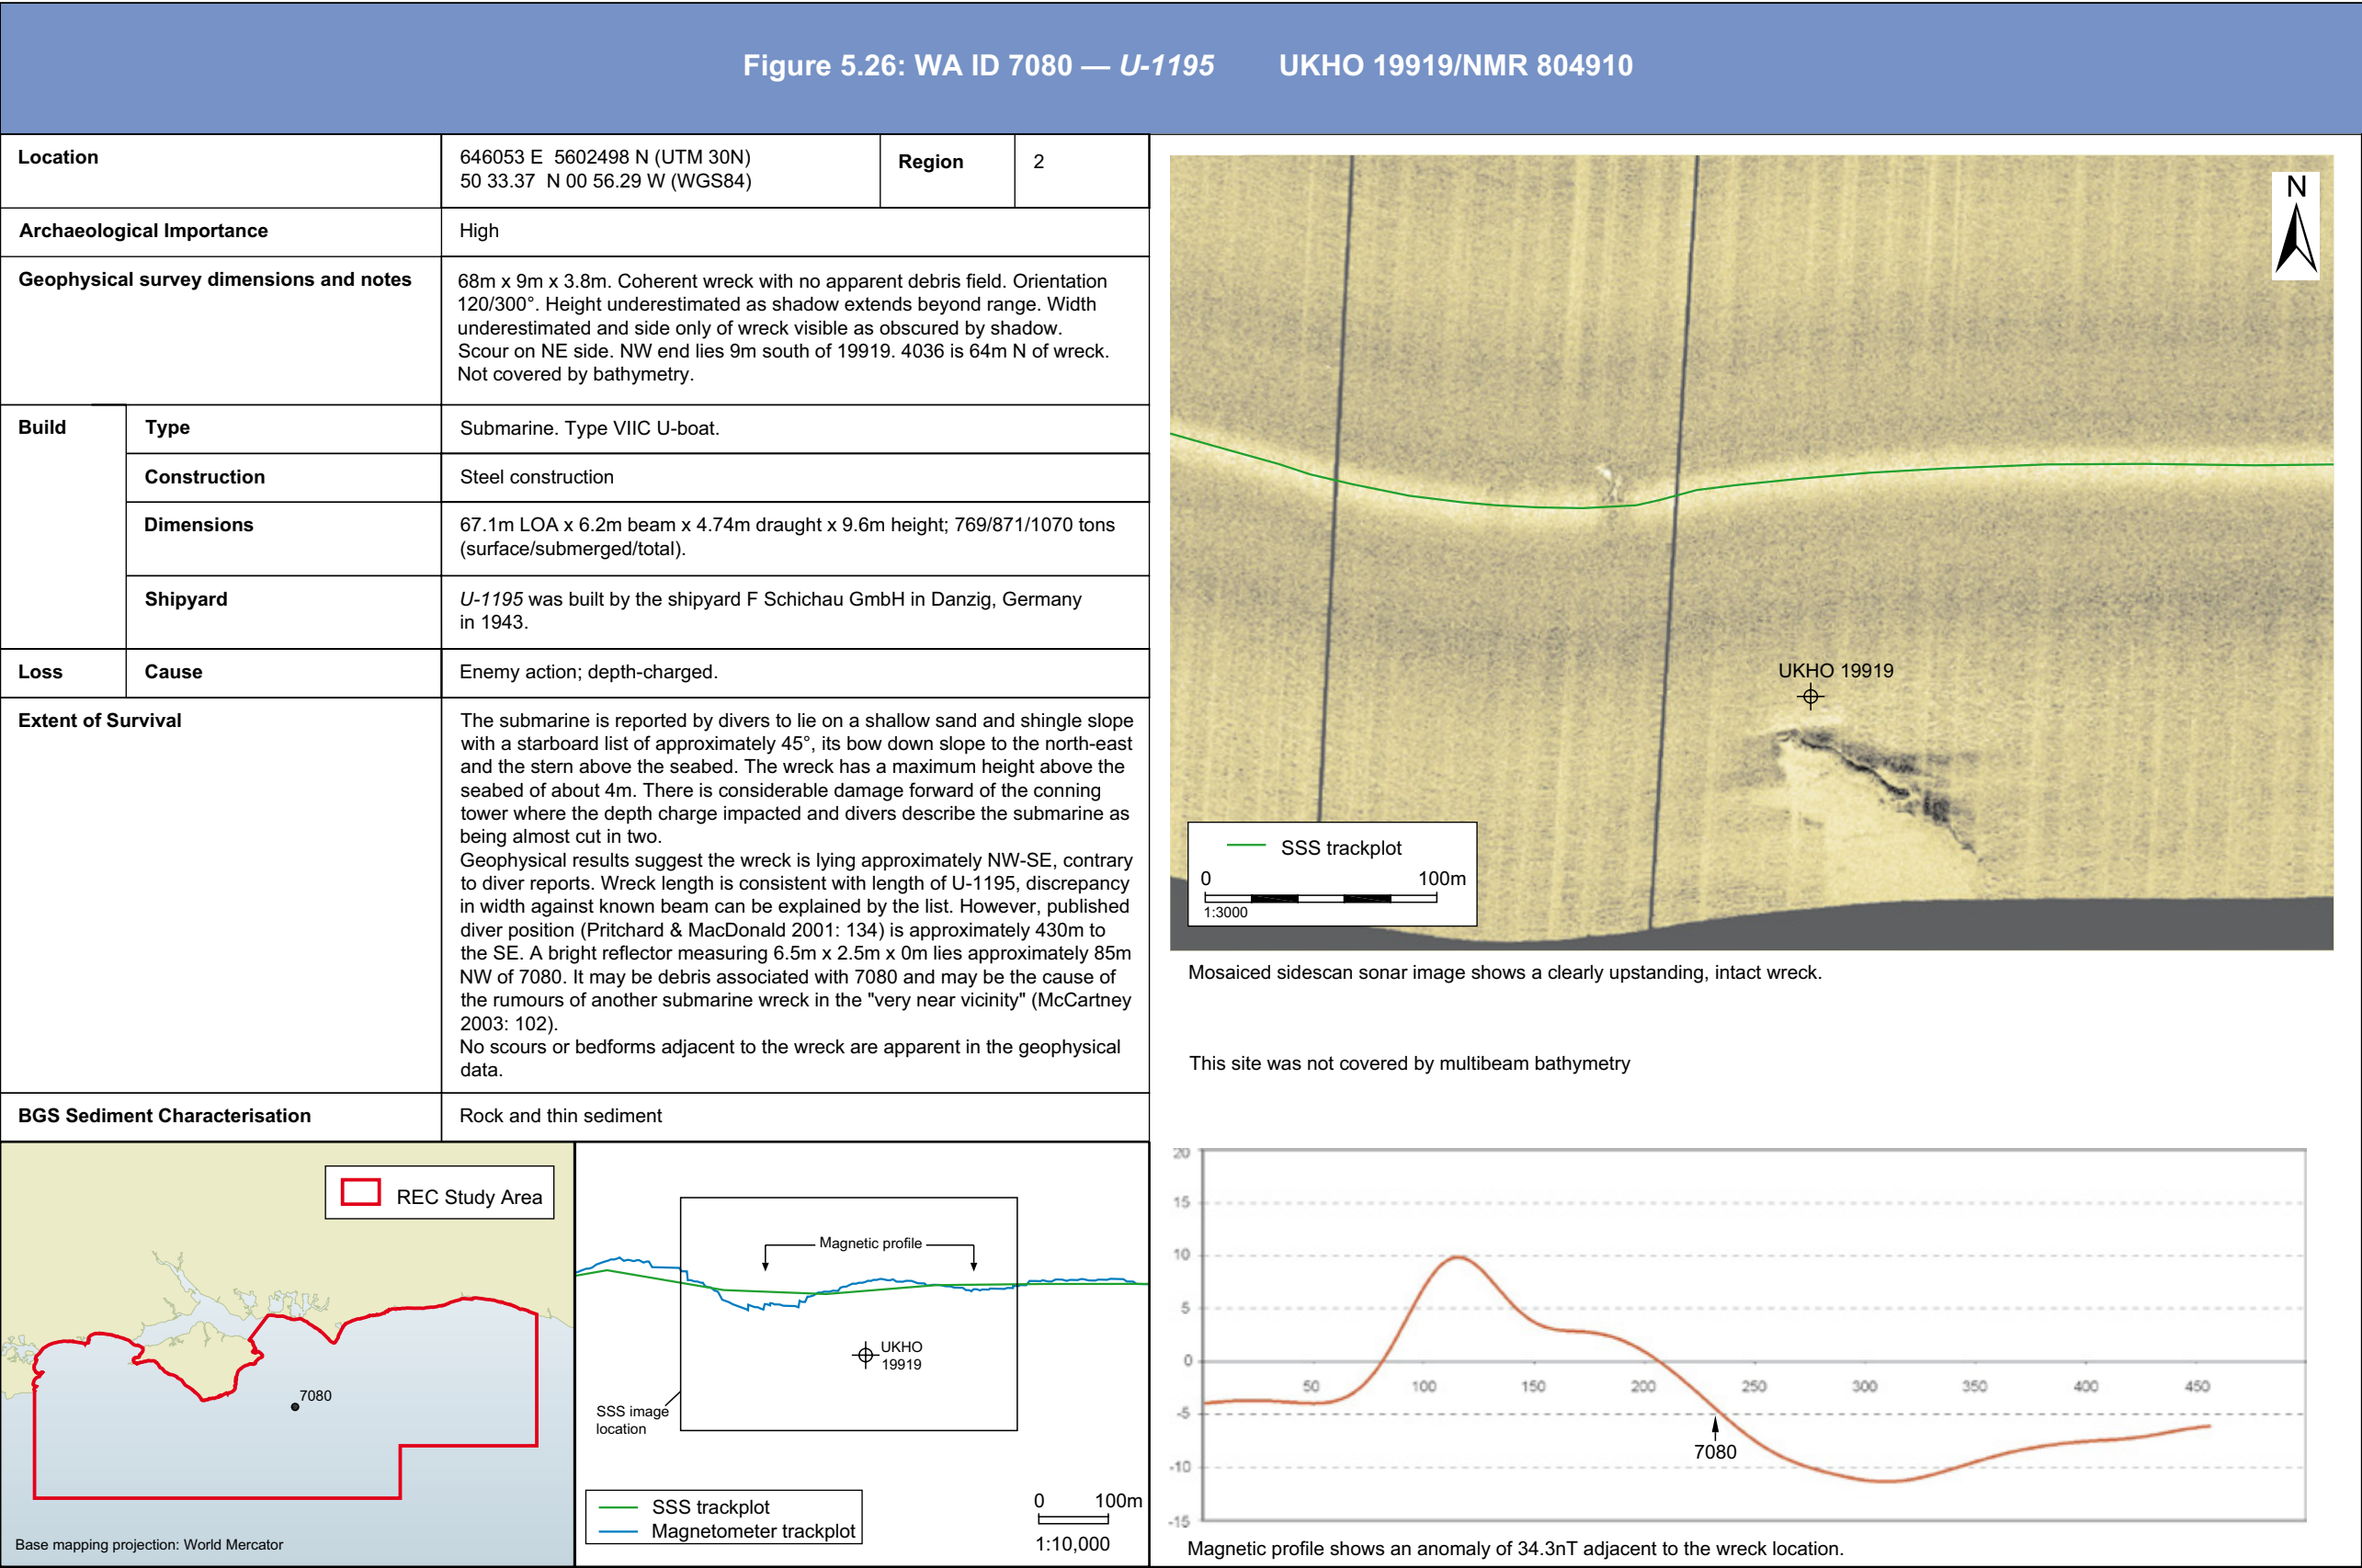 Figure 5.26: WA ID 7080 — U-1195 UKHO 19919/NMR 804910
Location
646053 E 5602498 N (UTM 30N)
50 33.37 N 00 56.29 W (WGS84)
Region
2
Archaeological Importance
High
Geophysical survey dimensions and notes
68m x 9m x 3.8m. Coherent wreck with no apparent debris field. Orientation
120/300°. Height underestimated as shadow extends beyond range. Width
underestimated and side only of wreck visible as obscured by shadow.
Scour on NE side. NW end lies 9m south of 19919. 4036 is 64m N of wreck.
Not covered by bathymetry.
Build
Type
Submarine. Type VIIC U-boat.
Construction
Steel construction
Dimensions
67.1m LOA x 6.2m beam x 4.74m draught x 9.6m height; 769/871/1070 tons
(surface/submerged/total).
Shipyard
U-1195 was built by the shipyard F Schichau GmbH in Danzig, Germany
in 1943.
Loss
Cause
Enemy action; depth-charged.
Extent of Survival
The submarine is reported by divers to lie on a shallow sand and shingle slope
with a starboard list of approximately 45°, its bow down slope to the north-east
and the stern above the seabed. The wreck has a maximum height above the
seabed of about 4m. There is considerable damage forward of the conning
tower where the depth charge impacted and divers describe the submarine as
being almost cut in two.
Geophysical results suggest the wreck is lying approximately NW-SE, contrary
to diver reports. Wreck length is consistent with length of U-1195, discrepancy
in width against known beam can be explained by the list. However, published
diver position (Pritchard & MacDonald 2001: 134) is approximately 430m to
the SE. A bright reflector measuring 6.5m x 2.5m x 0m lies approximately 85m
NW of 7080. It may be debris associated with 7080 and may be the cause of
the rumours of another submarine wreck in the "very near vicinity" (McCartney
2003: 102).
No scours or bedforms adjacent to the wreck are apparent in the geophysical
data.
BGS Sediment Characterisation
Rock and thin sediment
N
UKHO 19919
SSS trackplot
0 100m
1:3000
Mosaiced sidescan sonar image shows a clearly upstanding, intact wreck.
This site was not covered by multibeam bathymetry
REC Study Area
7080
Base mapping projection: World Mercator
Magnetic profile
UKHO
19919
SSS image
location
SSS trackplot
Magnetometer trackplot
0 100m
1:10,000
20
15
10
5
0
-5
-10
-15
50 100 150 200 250 300 350 400 450
7080
Magnetic profile shows an anomaly of 34.3nT adjacent to the wreck location.